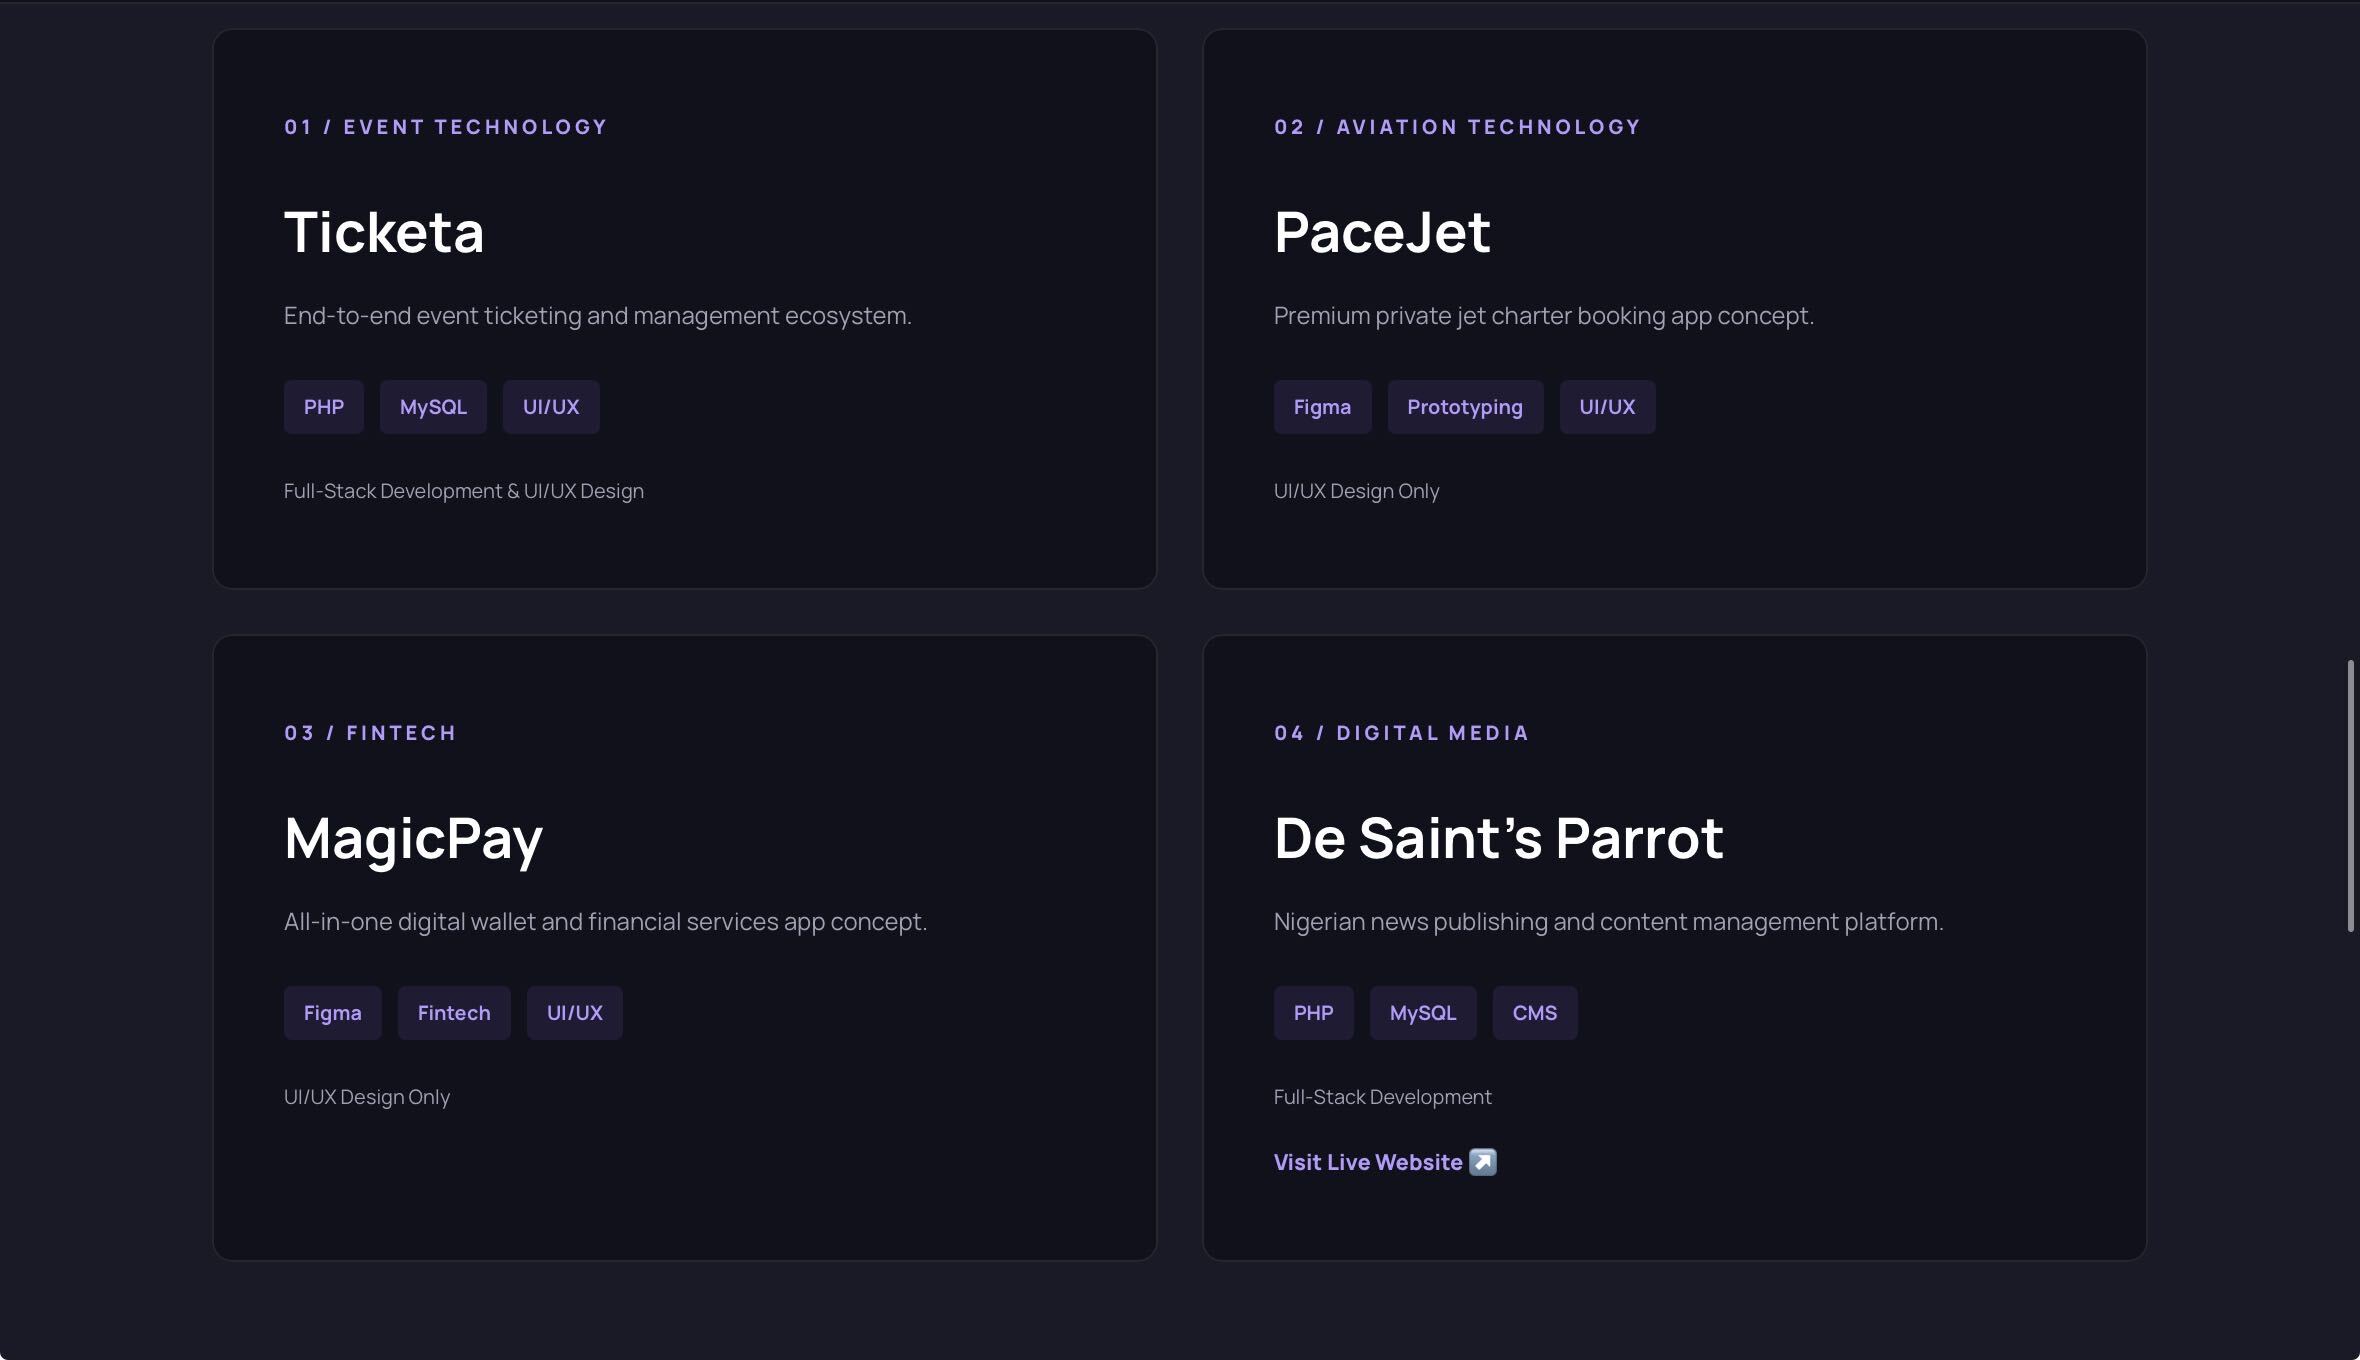 01 / EVENT TECHNOLOGY
Ticketa
End-to-end event ticketing and management ecosystem.
PHP MySQL UI/UX
Full-Stack Development & UI/UX Design
02 / AVIATION TECHNOLOGY
PaceJet
Premium private jet charter booking app concept.
Figma Prototyping UI/UX
UI/UX Design Only
03 / FINTECH
MagicPay
All-in-one digital wallet and financial services app concept.
Figma Fintech UI/UX
UI/UX Design Only
04 / DIGITAL MEDIA
De Saint’s Parrot
Nigerian news publishing and content management platform.
PHP MySQL CMS
Full-Stack Development
Visit Live Website ↗️